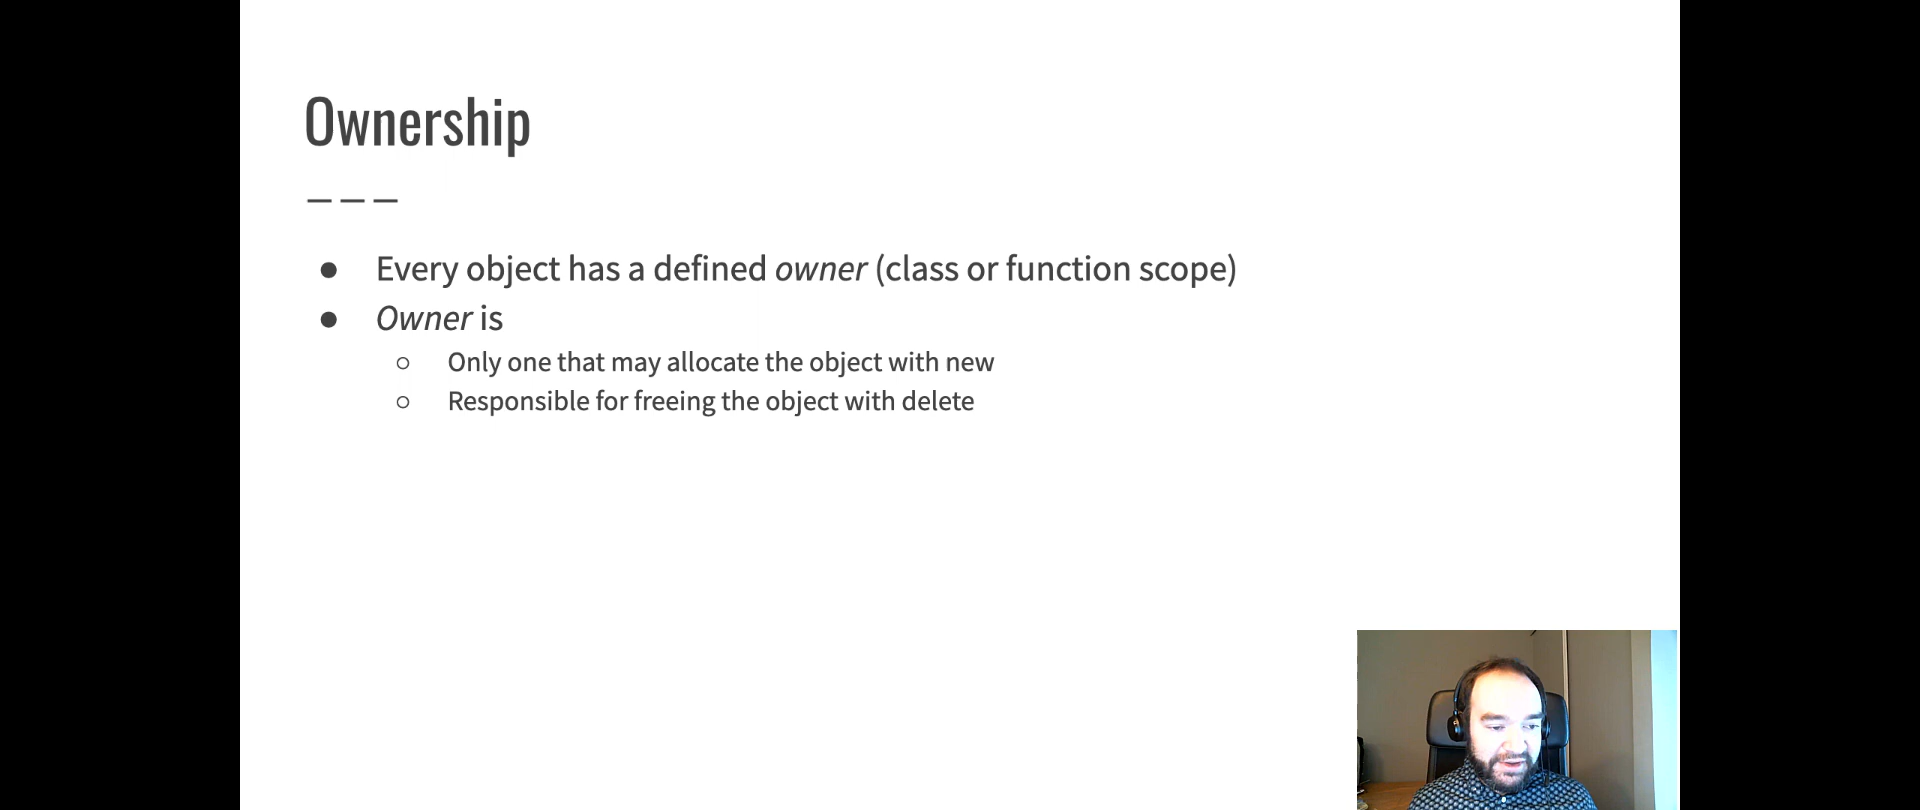 Ownership
Every object has a defined owner (class or function scope)
Owner is
Only one that may allocate the object with new
Responsible for freeing the object with delete